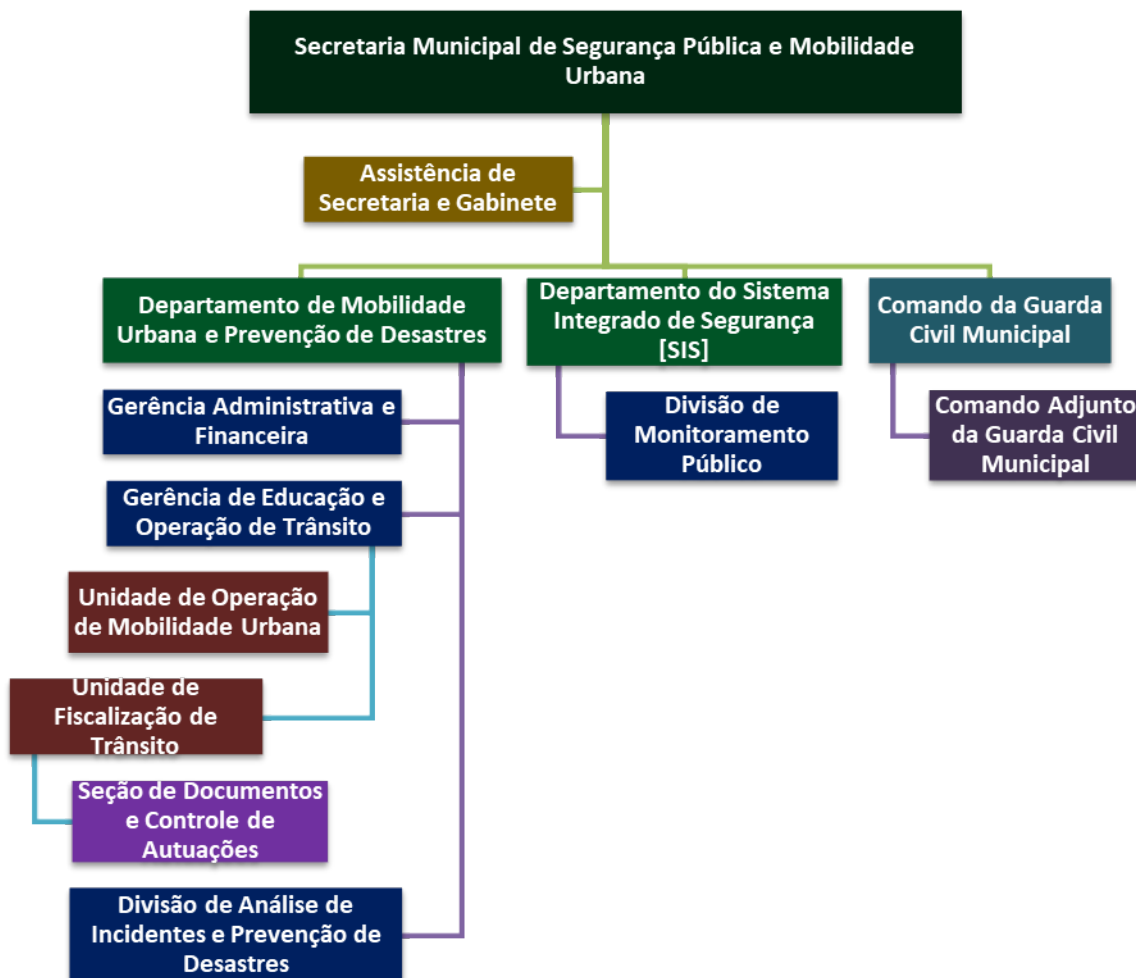 Secretaria Municipal de Segurança Pública e Mobilidade
Urbana
Assistência de
Secretaria e Gabinete
Departamento de Mobilidade
Urbana e Prevenção de Desastres
Departamento do Sistema
Integrado de Segurança
[SIS]
Comando da Guarda
Civil Municipal
Gerência Administrativa e
Financeira
Divisão de
Monitoramento
Público
Comando Adjunto
da Guarda Civil
Municipal
Gerência de Educação e
Operação de Trânsito
Unidade de Operação
de Mobilidade Urbana
Unidade de
Fiscalização de
Trânsito
Seção de Documentos
e Controle de
Autuações
Divisão de Análise de
Incidentes e Prevenção de
Desastres